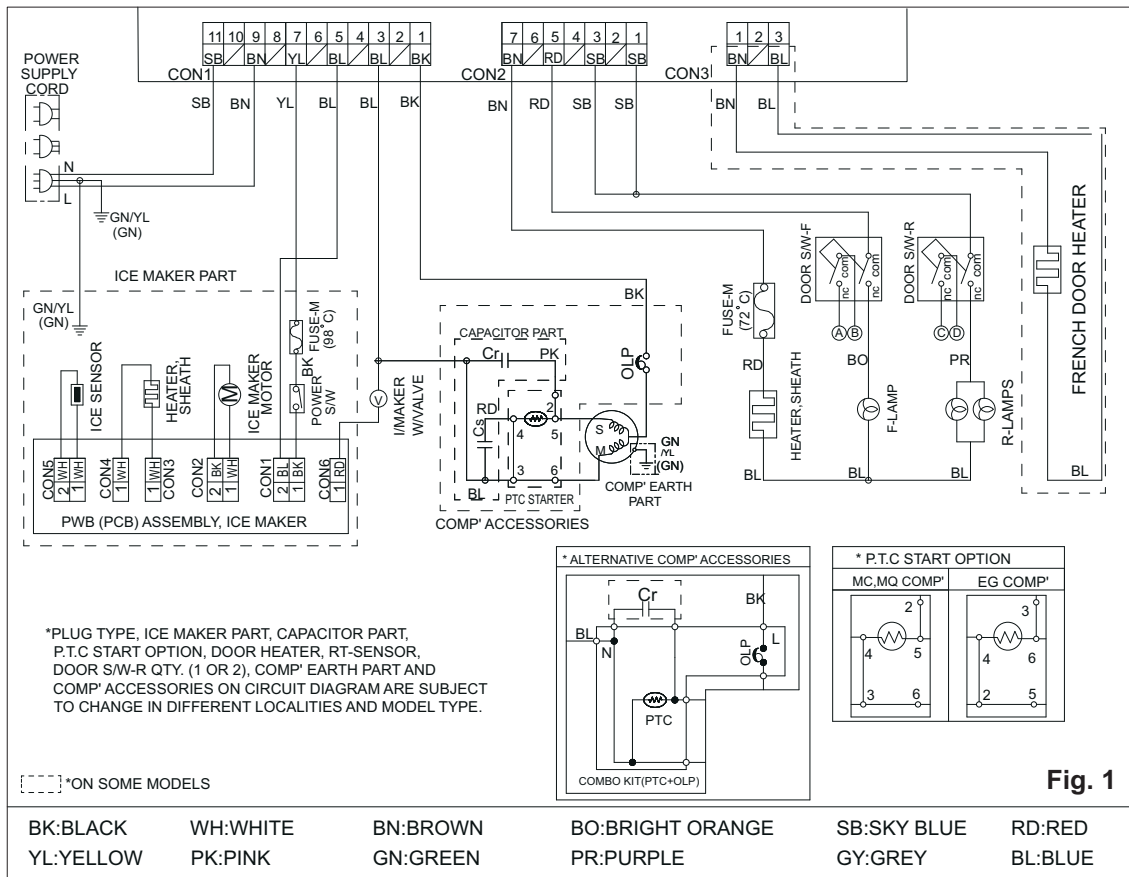 11 10 9 8 7 6 5 4 3 2 1
SB BN YL BL BL BK
7 6 5 4 3 2 1
BN RD SB SB
1 2 3
BN BL
POWER
SUPPLY
CORD
CON1
CON2
CON3
SB BN YL BL BL BK
BN RD SB SB
BN BL
N
L
GN/YL
(GN)
ICE MAKER PART
GN/YL
(GN)
ICE SENSOR
HEATER,
SHEATH
M
ICE MAKER
MOTOR
FUSE-M
(98˚C)
BK
POWER
S/W
V
I/MAKER
W/VALVE
CON5
2 WH
1 WH
CON4
1 WH
1 WH
CON3
CON2
2 BK
1 WH
CON1
2 BL
1 BK
CON6
1 RD
PWB (PCB) ASSEMBLY, ICE MAKER
CAPACITOR PART
Cr
PK
RD
Cs
2
4 5
3 6
BL
PTC STARTER
COMP' ACCESSORIES
BK
OLP
S
M
GN
/YL
(GN)
COMP' EARTH
PART
FUSE-M
(72˚C)
RD
HEATER, SHEATH
BL
DOOR S/W-F
nc com
A B
BO
F-LAMP
BL
DOOR S/W-R
nc com
C D
PR
R-LAMPS
BL
FRENCH DOOR HEATER
BL
* ALTERNATIVE COMP' ACCESSORIES
Cr
BK
BL
N
L
OLP
PTC
COMBO KIT(PTC+OLP)
* P.T.C START OPTION
MC,MQ COMP' EG COMP'
2
4 5
3 6
3
4 6
2 5
*PLUG TYPE, ICE MAKER PART, CAPACITOR PART,
P.T.C START OPTION, DOOR HEATER, RT-SENSOR,
DOOR S/W-R QTY. (1 OR 2), COMP' EARTH PART AND
COMP' ACCESSORIES ON CIRCUIT DIAGRAM ARE SUBJECT
TO CHANGE IN DIFFERENT LOCALITIES AND MODEL TYPE.
*ON SOME MODELS
Fig. 1
BK:BLACK WH:WHITE BN:BROWN BO:BRIGHT ORANGE SB:SKY BLUE RD:RED
YL:YELLOW PK:PINK GN:GREEN PR:PURPLE GY:GREY BL:BLUE